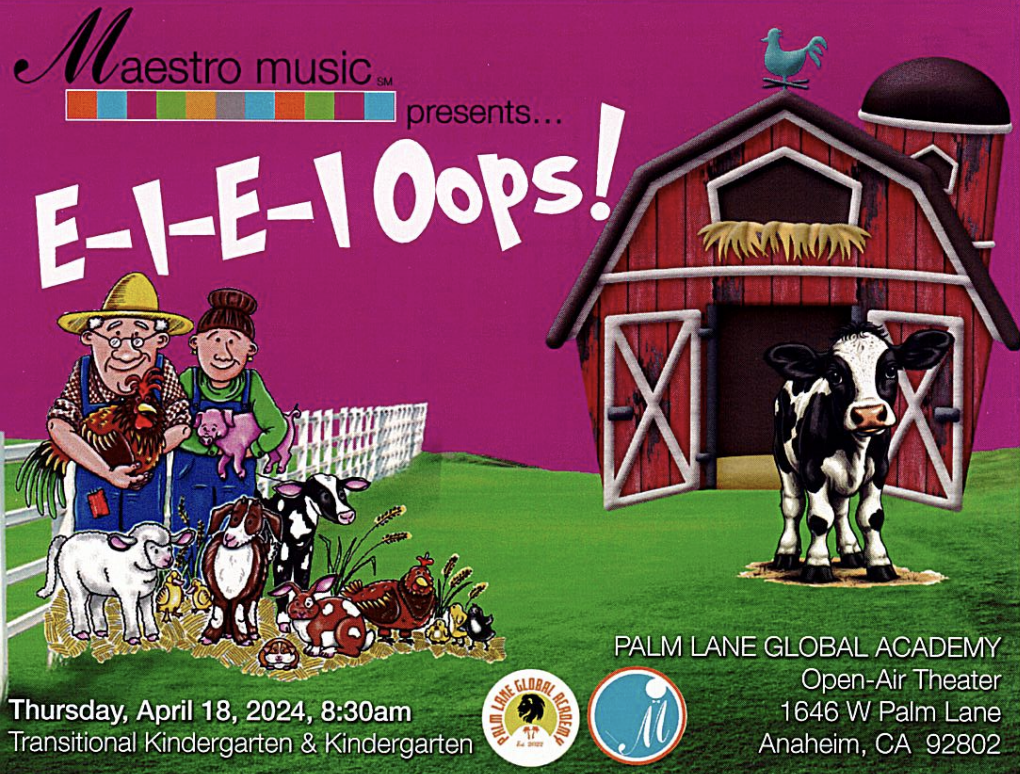 Maestro music SM
presents...
E-I-E-I Oops!
PALM LANE GLOBAL ACADEMY
Open-Air Theater
1646 W Palm Lane
Anaheim, CA 92802
Thursday, April 18, 2024, 8:30am
Transitional Kindergarten & Kindergarten
PALM LANE GLOBAL ACADEMY
Est. 2022
M